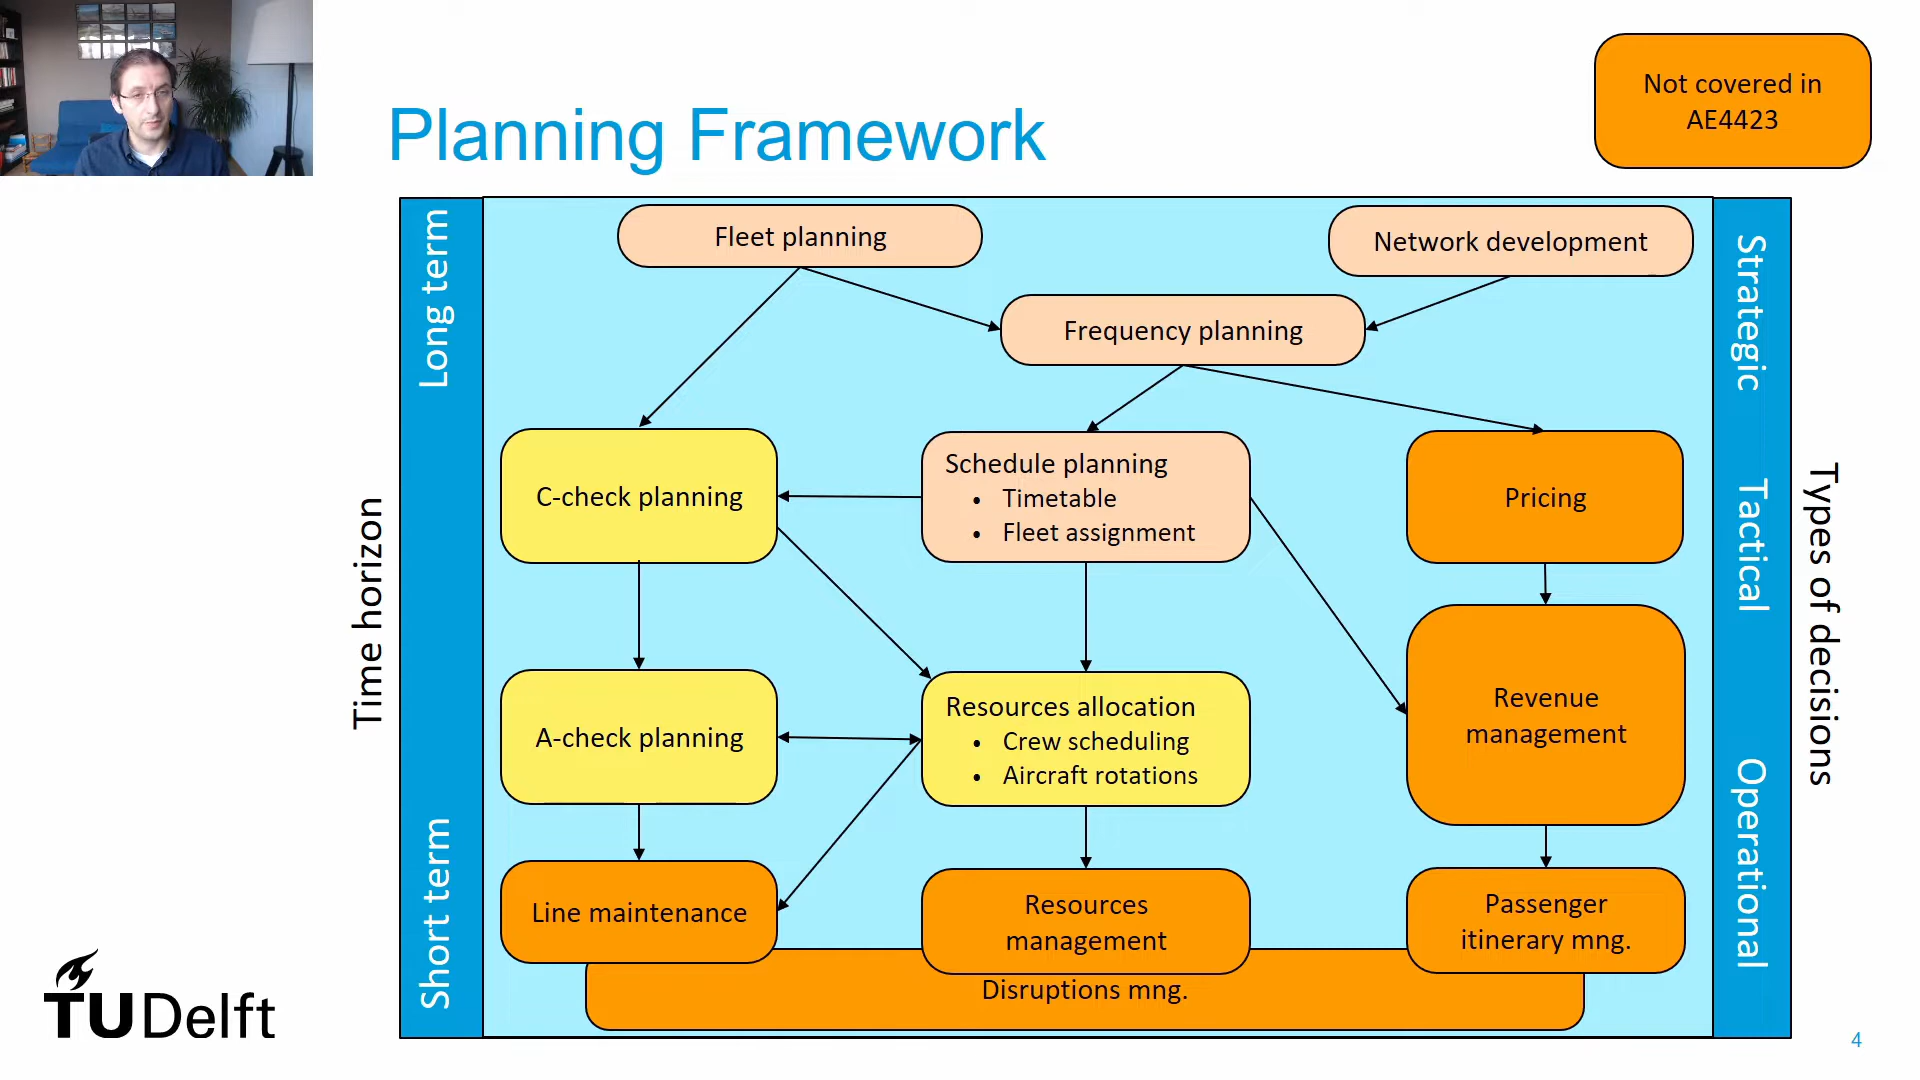 Planning Framework
Not covered in
AE4423
Time horizon
Long term
Short term
Fleet planning
Network development
Frequency planning
C-check planning
Schedule planning
• Timetable
• Fleet assignment
Pricing
A-check planning
Resources allocation
• Crew scheduling
• Aircraft rotations
Revenue
management
Line maintenance
Resources
management
Passenger
itinerary mng.
Disruptions mng.
Strategic
Tactical
Operational
Types of decisions
TUDelft
4